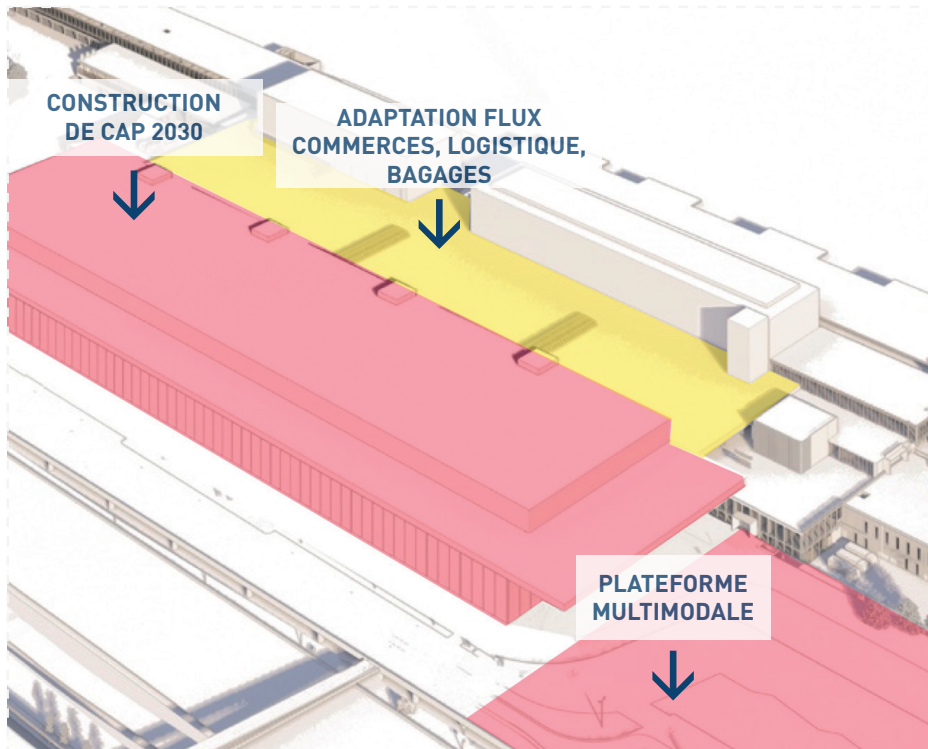 CONSTRUCTION
DE CAP 2030
ADAPTATION FLUX
COMMERCES, LOGISTIQUE,
BAGAGES
PLATEFORME
MULTIMODALE